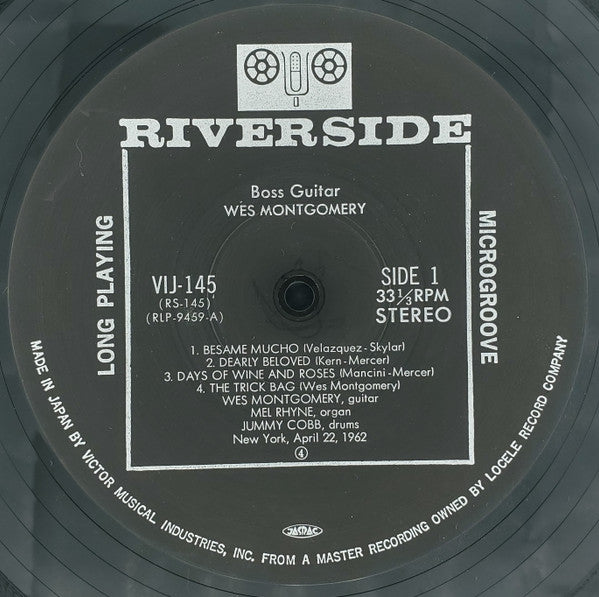 RIVERSIDE
Boss Guitar
WES MONTGOMERY
LONG PLAYING
MICROGROOVE
VIJ-145
(RS-145)
(RLP-9459-A)
SIDE 1
33⅓RPM
STEREO
1. BESAME MUCHO (Velazquez-Skylar)
2. DEARLY BELOVED (Kern-Mercer)
3. DAYS OF WINE AND ROSES (Mancini-Mercer)
4. THE TRICK BAG (Wes Montgomery)
WES MONTGOMERY, guitar
MEL RHYNE, organ
JUMMY COBB, drums
New York, April 22, 1962
④
JASRAC
MADE IN JAPAN BY VICTOR MUSICAL INDUSTRIES, INC. FROM A MASTER RECORDING OWNED BY LOCELE RECORD COMPANY